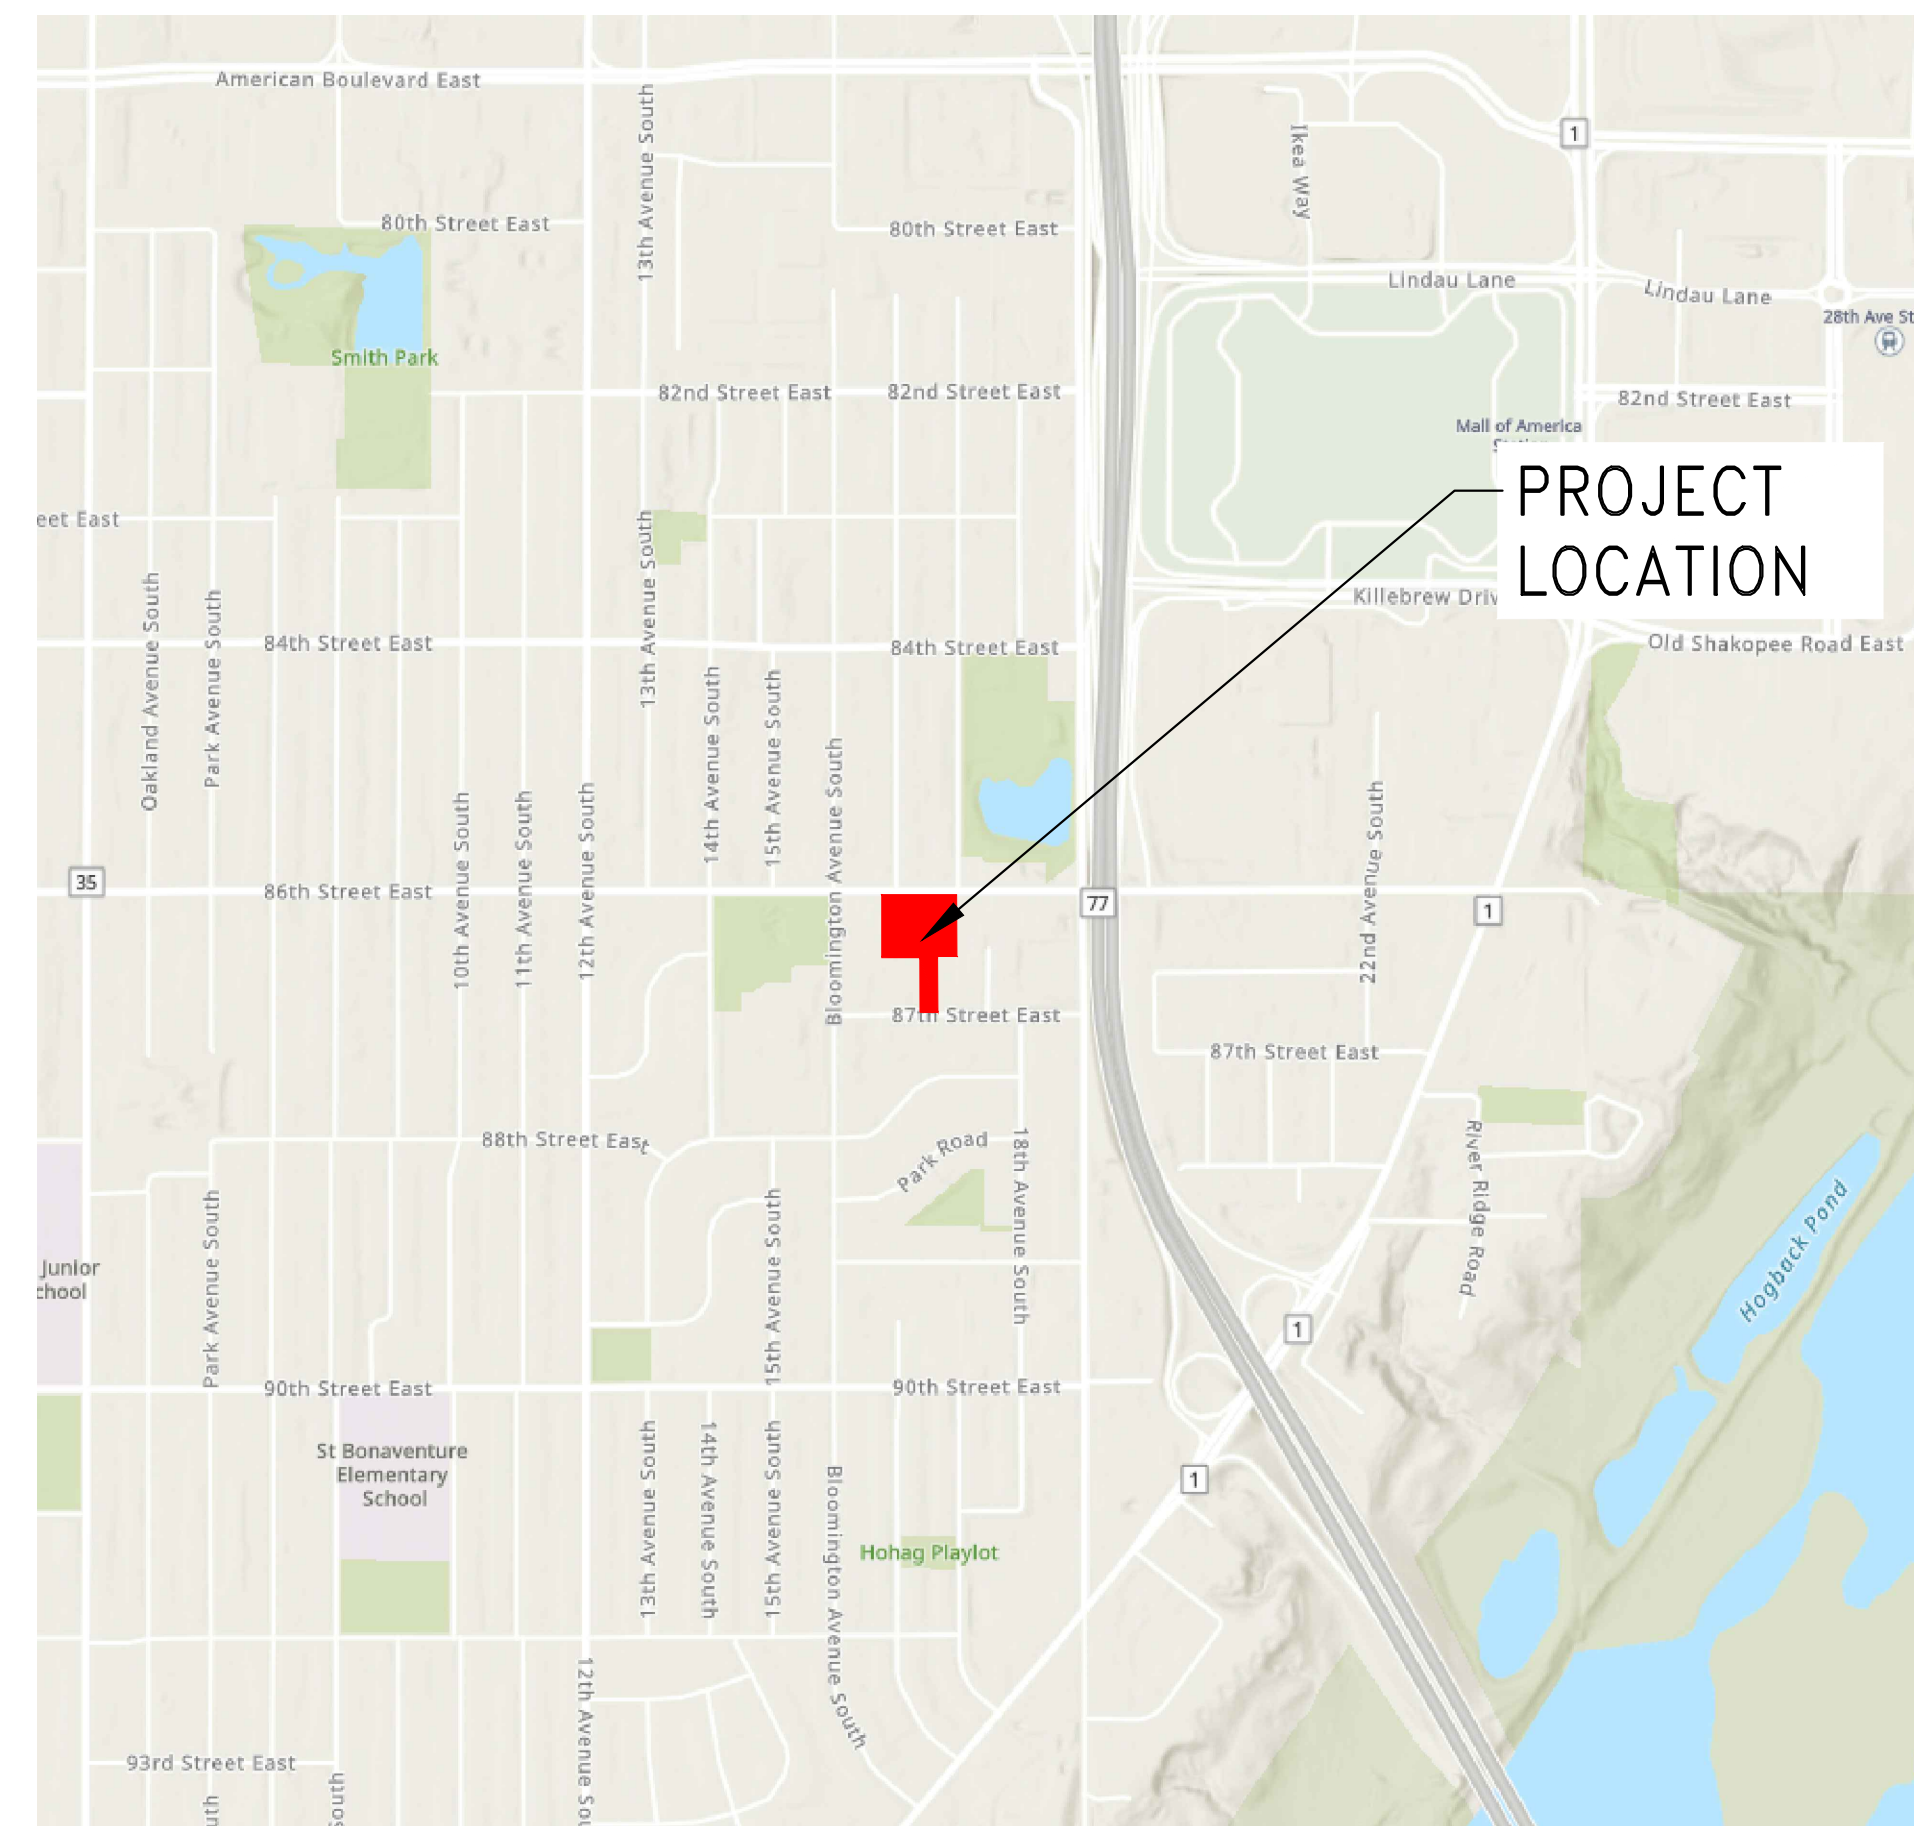 American Boulevard East
13th Avenue South
Ikea Way
1
80th Street East
80th Street East
Lindau Lane
Lindau Lane
28th Ave St
Smith Park
82nd Street East
82nd Street East
82nd Street East
Mall of America
PROJECT
LOCATION
eet East
13th Avenue South
Killebrew Driv
Oakland Avenue South
Park Avenue South
84th Street East
84th Street East
Old Shakopee Road East
14th Avenue South
15th Avenue South
Bloomington Avenue South
10th Avenue South
11th Avenue South
12th Avenue South
22nd Avenue South
35
86th Street East
77
1
87th Street East
87th Street East
88th Street East
Park Road
18th Avenue South
River Ridge Road
Hogback Pond
Park Avenue South
15th Avenue South
Junior
chool
1
90th Street East
90th Street East
St Bonaventure
Elementary
School
13th Avenue South
14th Avenue South
15th Avenue South
Bloomington Avenue South
1
Hohag Playlot
12th Avenue Sou
93rd Street East
uth
South